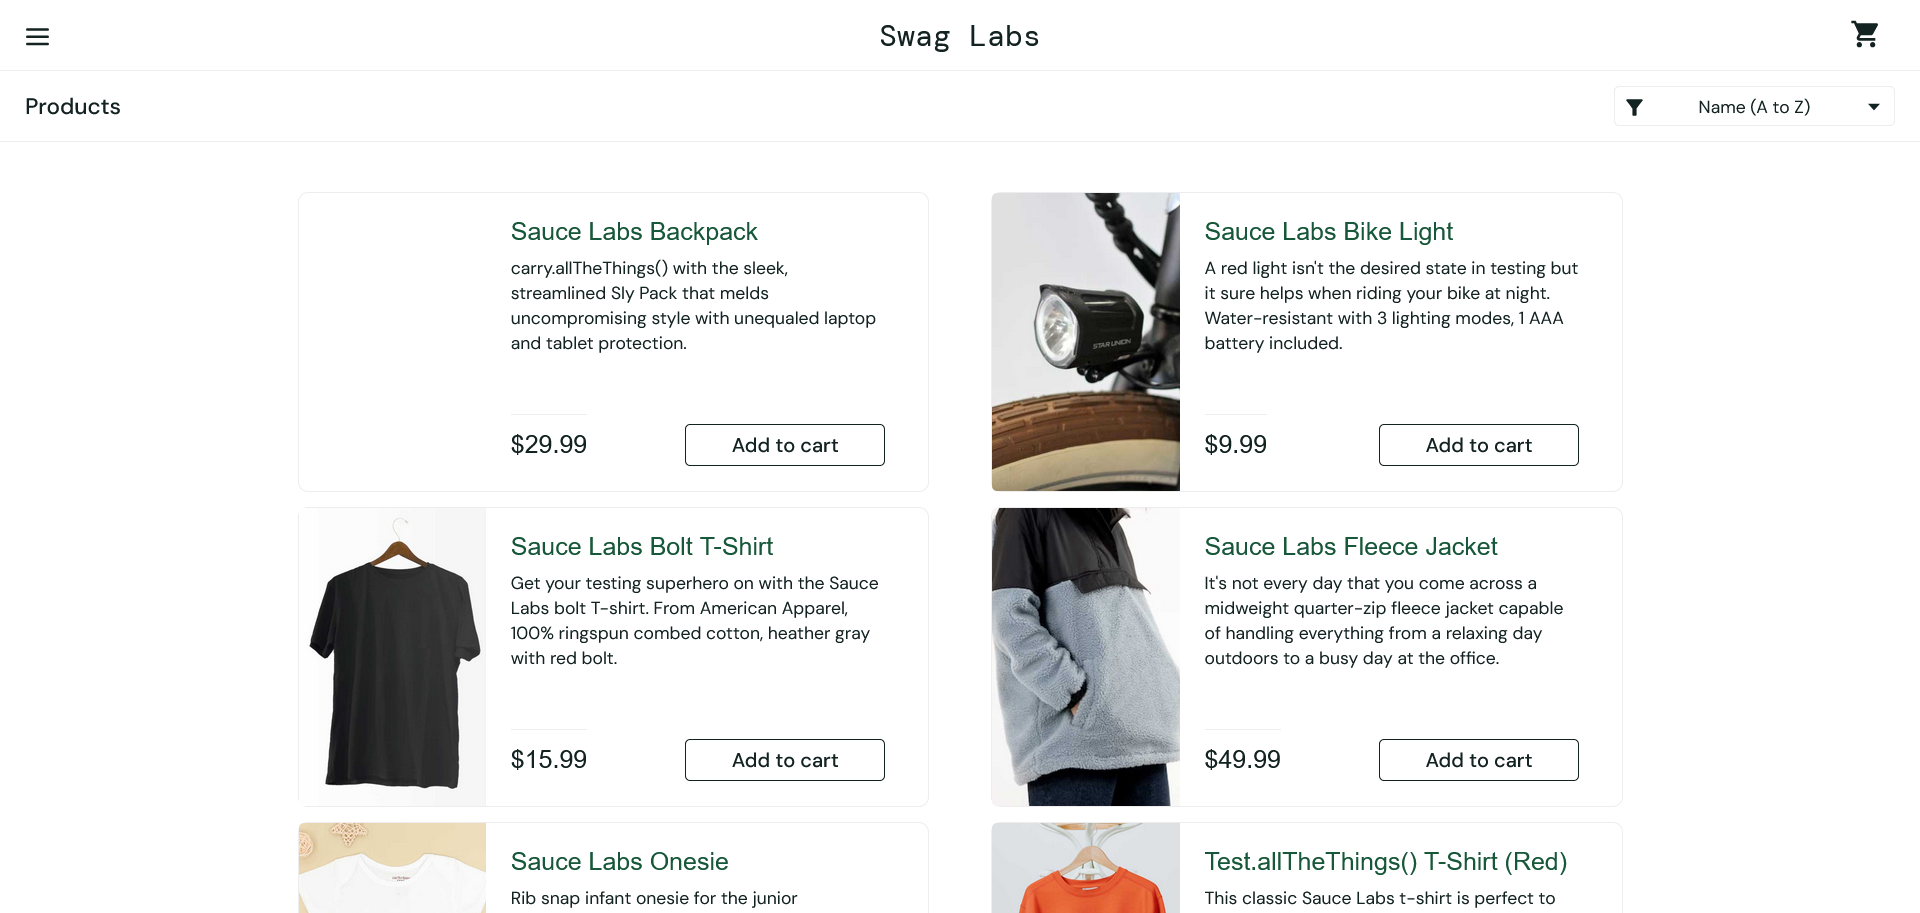 Swag Labs
Products
Name (A to Z)
Sauce Labs Backpack
carry.allTheThings() with the sleek,
streamlined Sly Pack that melds
uncompromising style with unequaled laptop
and tablet protection.
$29.99
Add to cart
Sauce Labs Bike Light
A red light isn't the desired state in testing but
it sure helps when riding your bike at night.
Water-resistant with 3 lighting modes, 1 AAA
battery included.
$9.99
Add to cart
STAR UNION
Sauce Labs Bolt T-Shirt
Get your testing superhero on with the Sauce
Labs bolt T-shirt. From American Apparel,
100% ringspun combed cotton, heather gray
with red bolt.
$15.99
Add to cart
Sauce Labs Fleece Jacket
It's not every day that you come across a
midweight quarter-zip fleece jacket capable
of handling everything from a relaxing day
outdoors to a busy day at the office.
$49.99
Add to cart
Sauce Labs Onesie
Rib snap infant onesie for the junior
Test.allTheThings() T-Shirt (Red)
This classic Sauce Labs t-shirt is perfect to